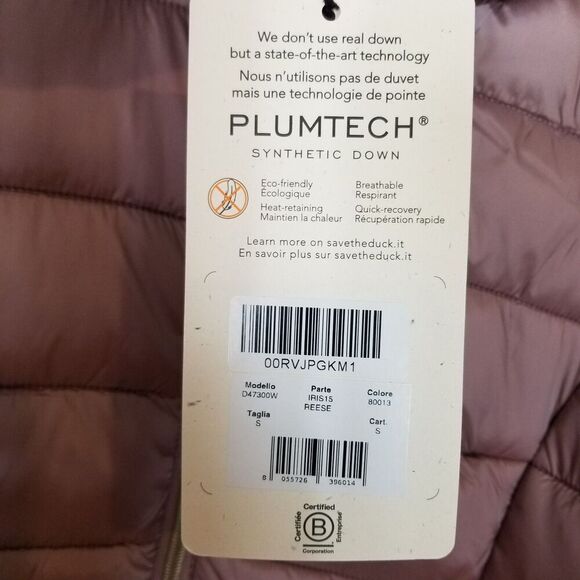 We don't use real down
but a state-of-the-art technology
Nous n'utilisons pas de duvet
mais une technologie de pointe
PLUMTECH®
SYNTHETIC DOWN
Eco-friendly
Écologique
Breathable
Respirant
Heat-retaining
Maintien la chaleur
Quick-recovery
Récupération rapide
Learn more on savetheduck.it
En savoir plus sur savetheduck.it
00RVJPGKM1
Modello Parte Colore
D47300W IRIS15 80013
REESE
Taglia Cart.
S S
8 055726 396014
Certified
Certifiée
B
Entreprise
Corporation